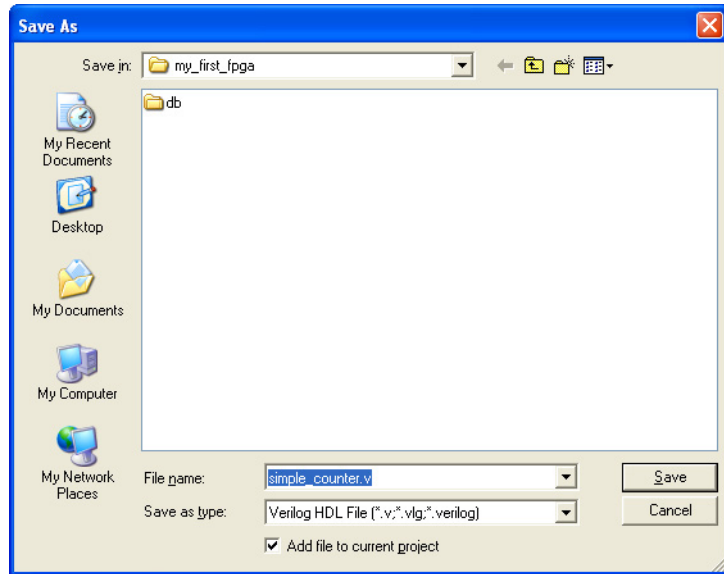 Save As
Save in: my_first_fpga
db
My Recent
Documents
Desktop
My Documents
My Computer
My Network
Places
File name: simple_counter.v Save
Save as type: Verilog HDL File (*.v;*.vlg;*.verilog) Cancel
Add file to current project